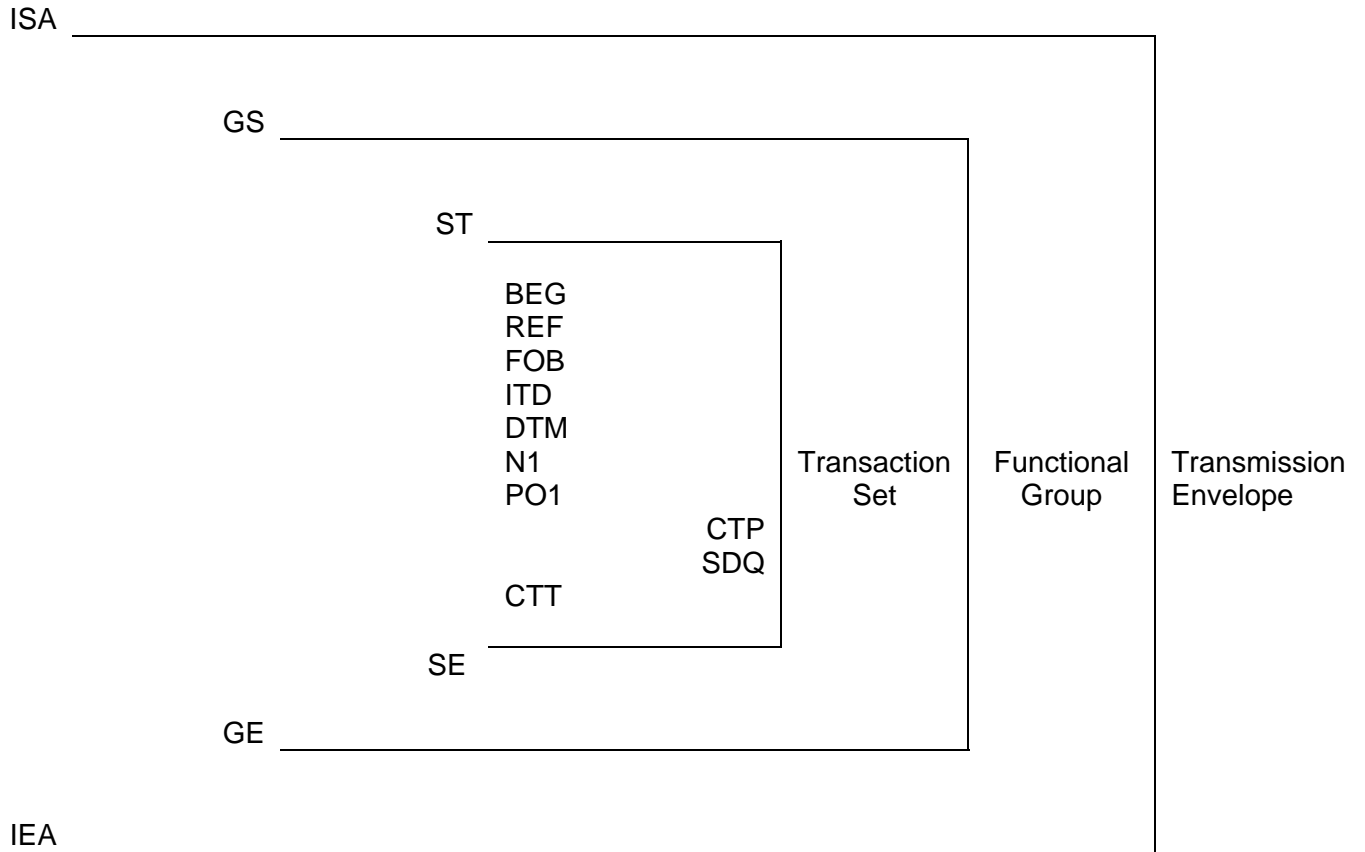 ISA
GS
ST
BEG
REF
FOB
ITD
DTM
N1
PO1
CTP
SDQ
CTT
SE
GE
IEA
Transaction
Set
Functional
Group
Transmission
Envelope